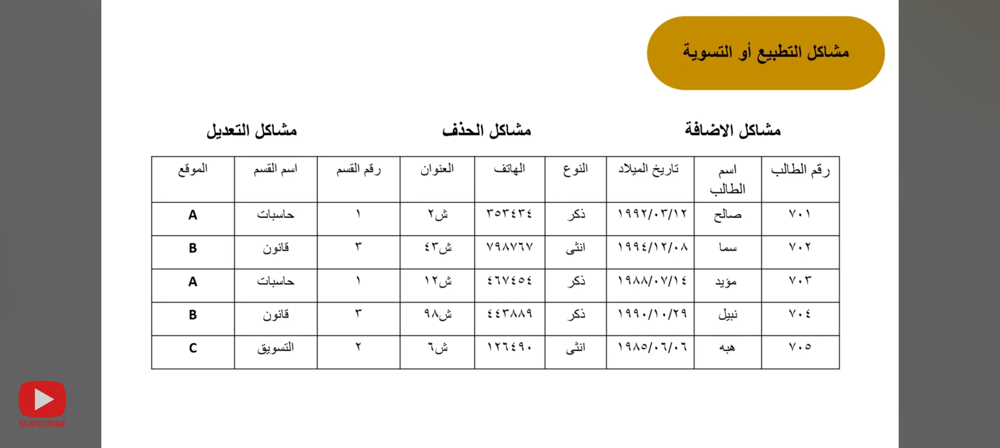 مشاكل التطبيع أو التسوية
مشاكل الاضافة مشاكل الحذف مشاكل التعديل
رقم الطالب اسم الطالب تاريخ الميلاد النوع الهاتف العنوان رقم القسم اسم القسم الموقع
٧٠١ صالح ١٩٩٢/٠٣/١٢ ذكر ٣٥٣٤٣٤ ش٢ ١ حاسبات A
٧٠٢ سما ١٩٩٤/١٢/٠٨ انثى ٧٩٨٧٦٧ ش٤٣ ٣ قانون B
٧٠٣ مؤيد ١٩٨٨/٠٧/١٤ ذكر ٤٦٧٤٥٤ ش١٢ ١ حاسبات A
٧٠٤ نبيل ١٩٩٠/١٠/٢٩ ذكر ٤٤٣٨٨٩ ش٩٨ ٣ قانون B
٧٠٥ هبه ١٩٨٥/٠٦/٠٦ انثى ١٢٦٤٩٠ ش٦ ٢ التسويق C
SUBSCRIBE